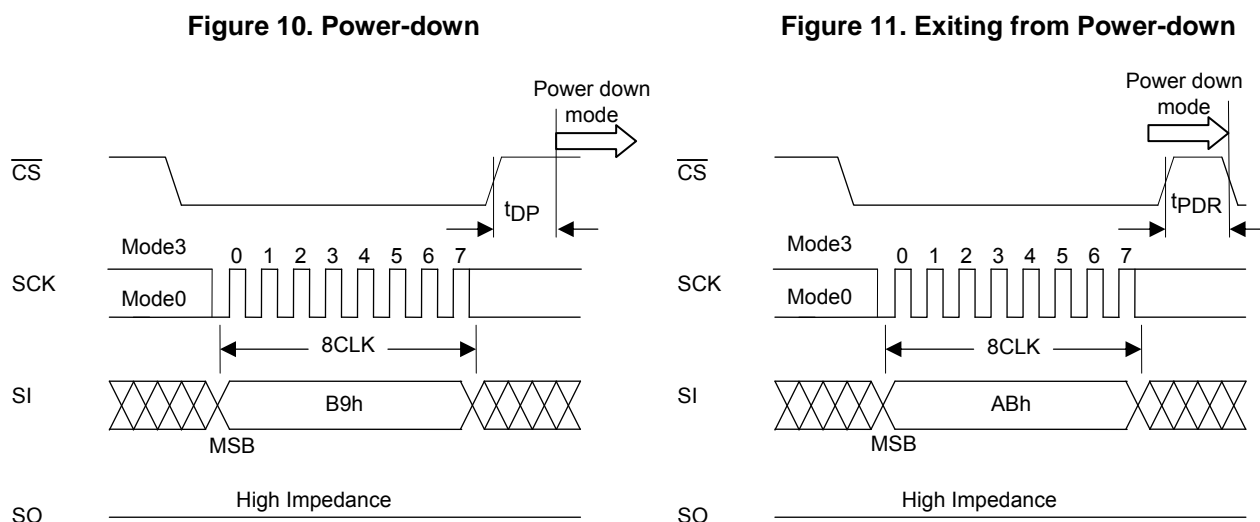 Figure 10. Power-down
Power down
mode
CS
tDP
Mode3
0 1 2 3 4 5 6 7
SCK
Mode0
8CLK
SI
B9h
MSB
High Impedance
SO
Figure 11. Exiting from Power-down
Power down
mode
CS
tPDR
Mode3
0 1 2 3 4 5 6 7
SCK
Mode0
8CLK
SI
ABh
MSB
High Impedance
SO